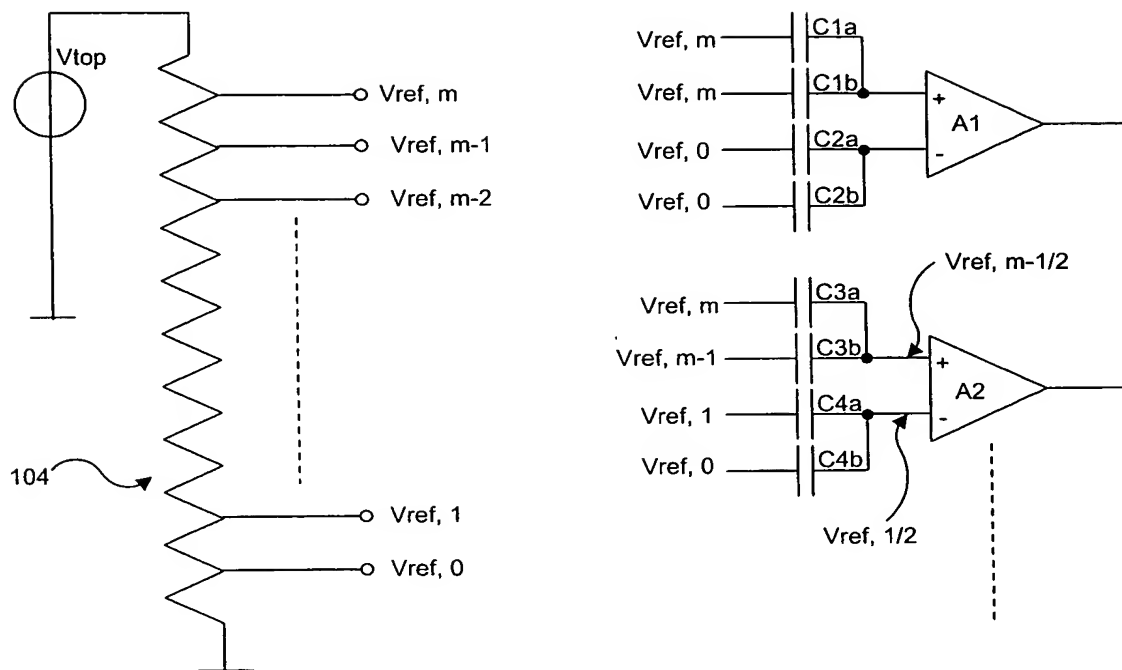 Vtop
Vref, m
Vref, m-1
Vref, m-2
104
Vref, 1
Vref, 0
Vref, m
C1a
Vref, m
C1b
+
A1
Vref, 0
C2a
-
Vref, 0
C2b
Vref, m-1/2
Vref, m
C3a
Vref, m-1
C3b
+
A2
Vref, 1
C4a
-
Vref, 0
C4b
Vref, 1/2